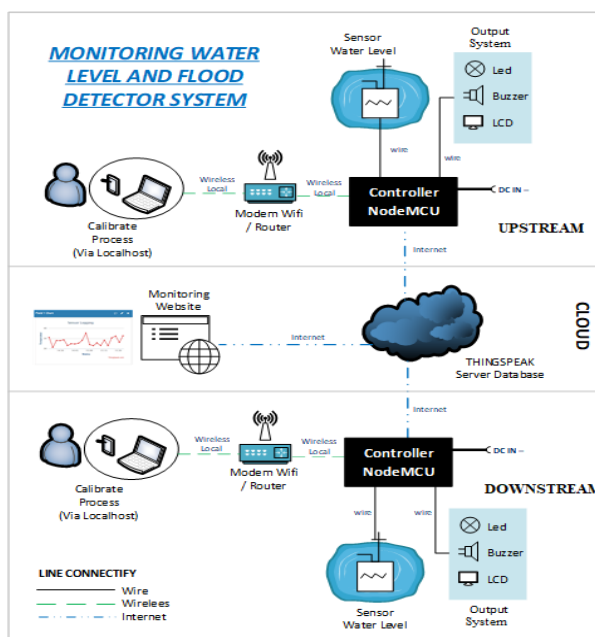 MONITORING WATER
LEVEL AND FLOOD
DETECTOR SYSTEM
Sensor
Water Level
Output
System
Led
Buzzer
LCD
wire
wire
Wireless
Local
Wireless
Local
Calibrate
Process
(Via Localhost)
Modem Wifi
/ Router
Controller
NodeMCU
DC IN --
UPSTREAM
Internet
Monitoring
Website
Internet
CLOUD
THINGSPEAK
Server Database
Internet
Wireless
Local
Wireless
Local
Calibrate
Process
(Via Localhost)
Modem Wifi
/ Router
Controller
NodeMCU
DC IN --
DOWNSTREAM
wire
wire
Led
Buzzer
LCD
Sensor
Water Level
Output
System
LINE CONNECTIFY
Wire
Wirelees
Internet